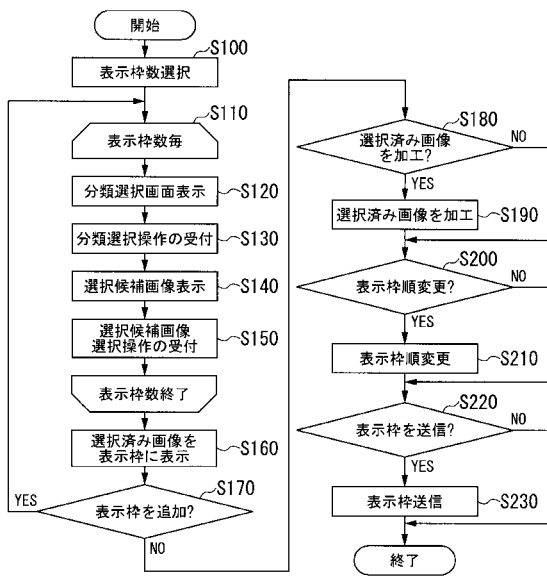 開始
S100
表示枠数選択
S110
表示枠数毎
分類選択画面表示
S120
分類選択操作の受付
S130
選択候補画像表示
S140
選択候補画像
選択操作の受付
S150
表示枠数終了
選択済み画像を
表示枠に表示
S160
S170
YES
表示枠を追加?
NO
S180
選択済み画像
を加工?
NO
YES
選択済み画像を加工
S190
S200
表示枠順変更?
NO
YES
表示枠順変更
S210
S220
表示枠を送信?
NO
YES
表示枠送信
S230
終了